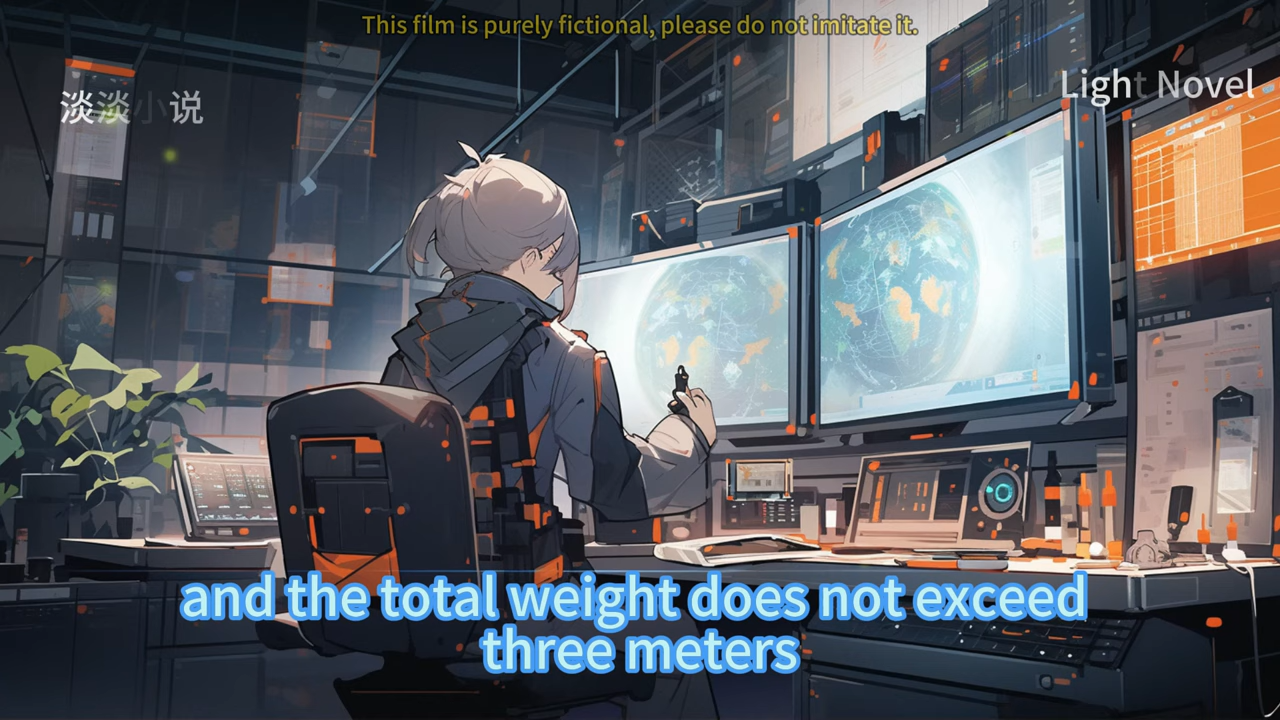 This film is purely fictional, please do not imitate it.
淡淡小说
Light Novel
and the total weight does not exceed
three meters